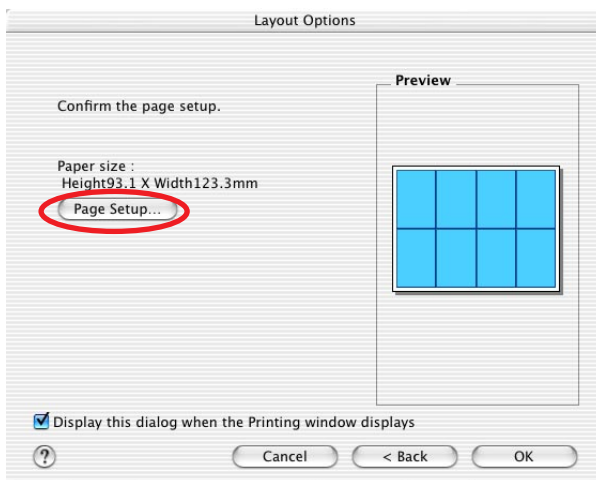 Layout Options
Preview
Confirm the page setup.
Paper size :
Height93.1 X Width123.3mm
Page Setup...
Display this dialog when the Printing window displays
?
Cancel
< Back
OK